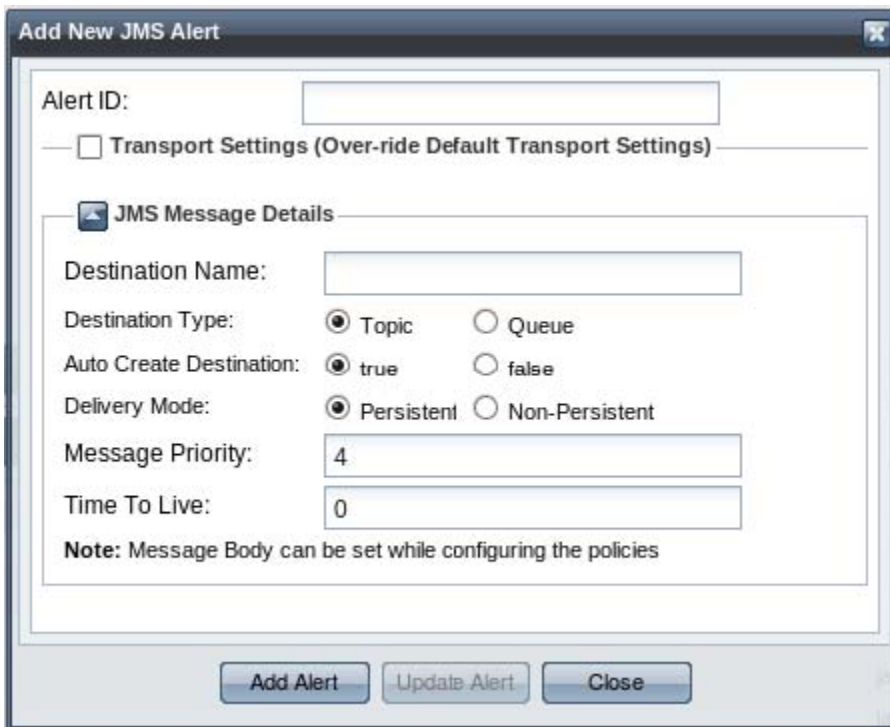 Add New JMS Alert
Alert ID:
Transport Settings (Over-ride Default Transport Settings)
JMS Message Details
Destination Name:
Destination Type: Topic Queue
Auto Create Destination: true false
Delivery Mode: Persistent Non-Persistent
Message Priority: 4
Time To Live: 0
Note: Message Body can be set while configuring the policies
Add Alert Update Alert Close